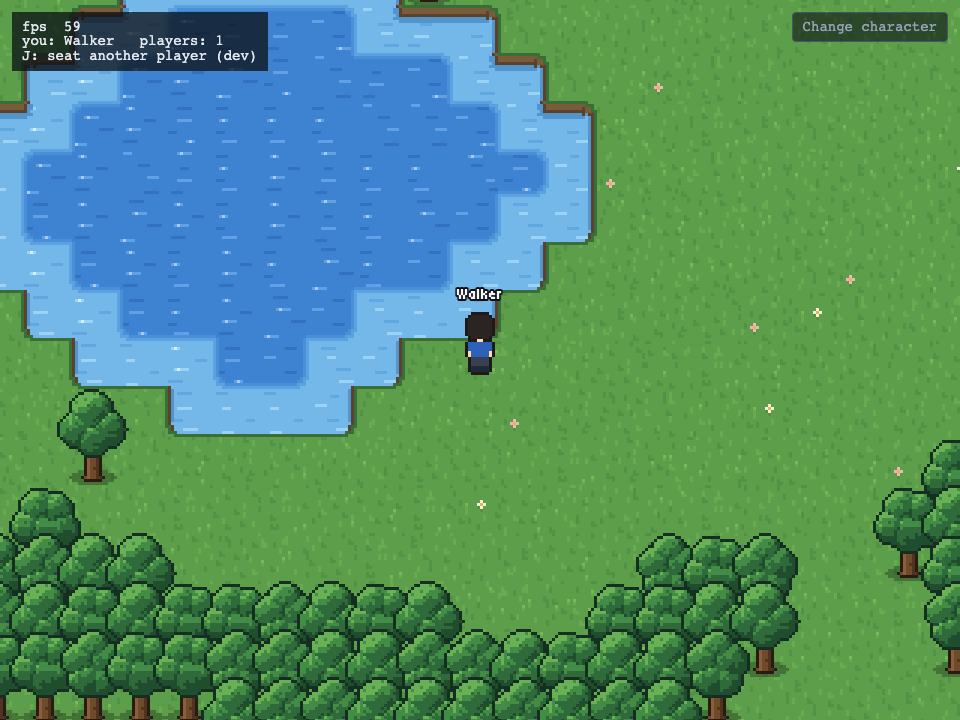 fps  59
you: Walker   players: 1
J: seat another player (dev)
Change character
Walker